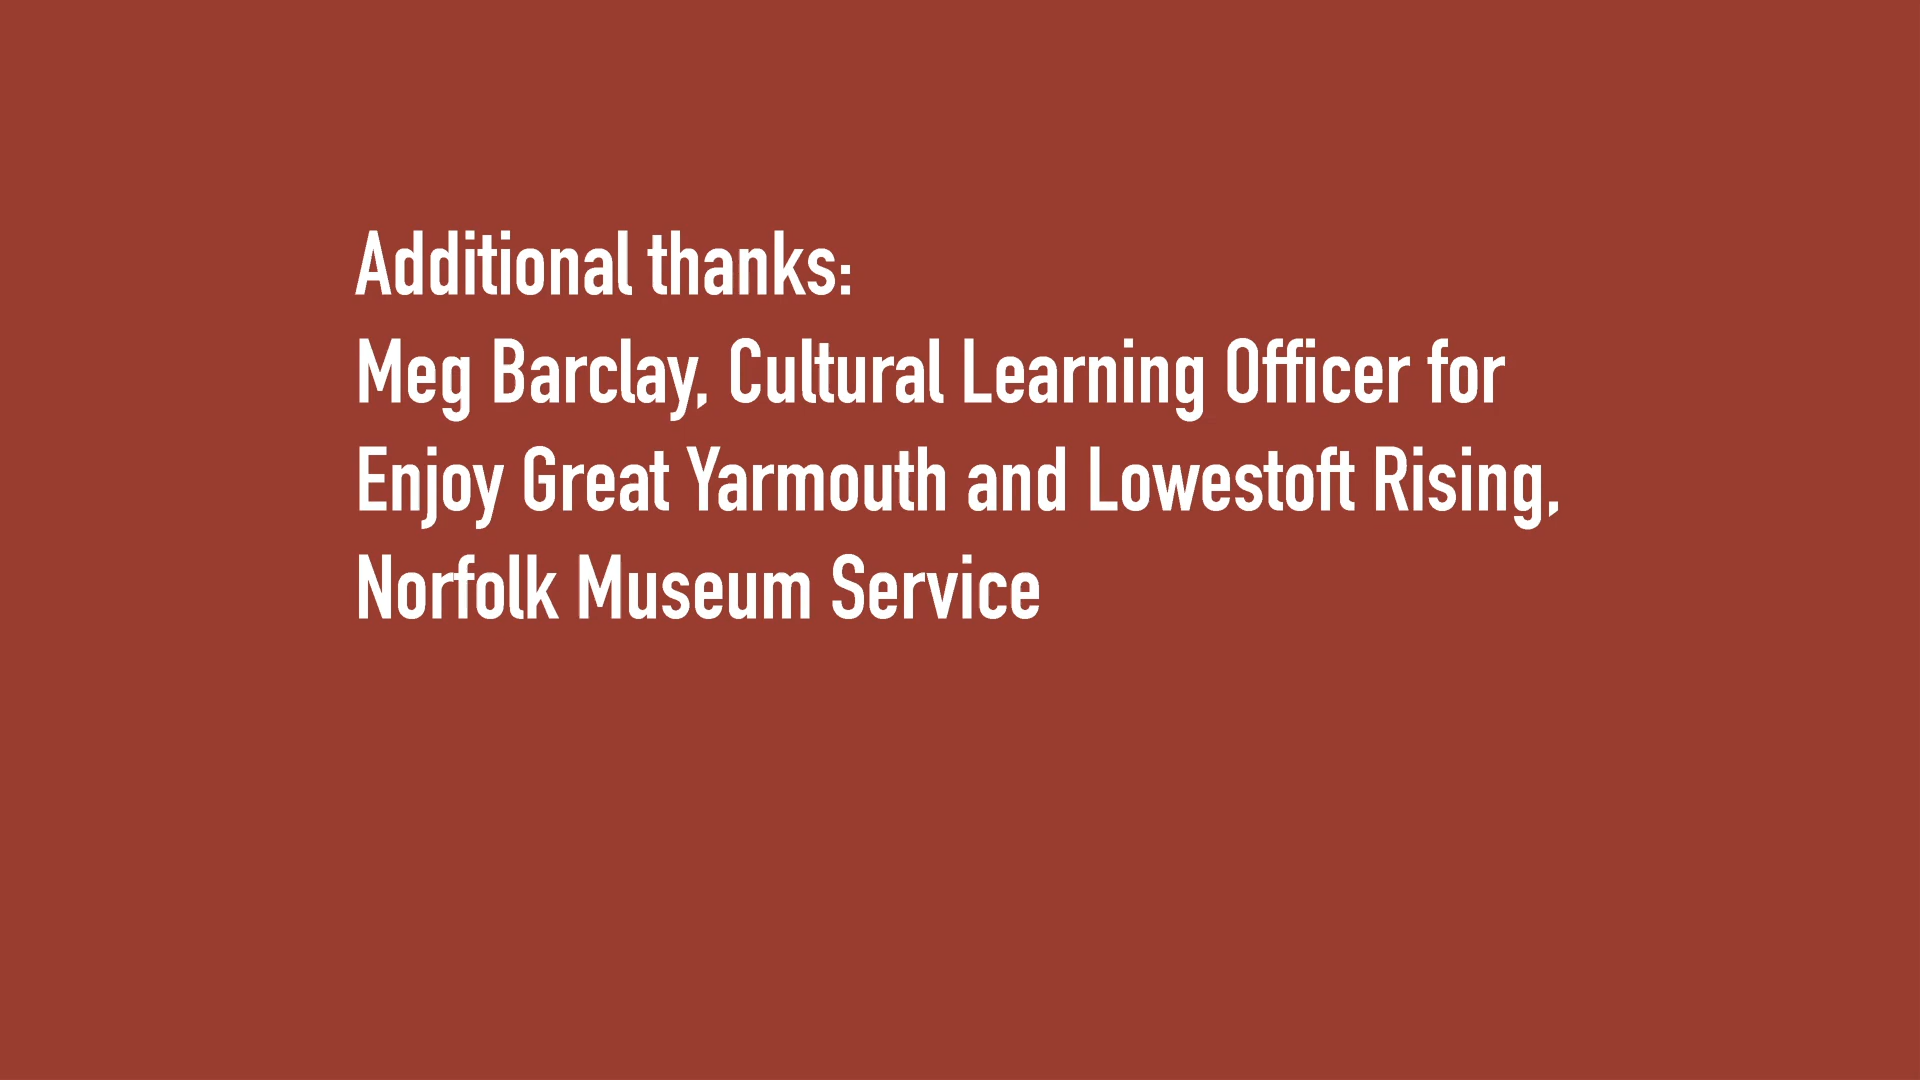 Additional thanks:
Meg Barclay, Cultural Learning Officer for
Enjoy Great Yarmouth and Lowestoft Rising,
Norfolk Museum Service